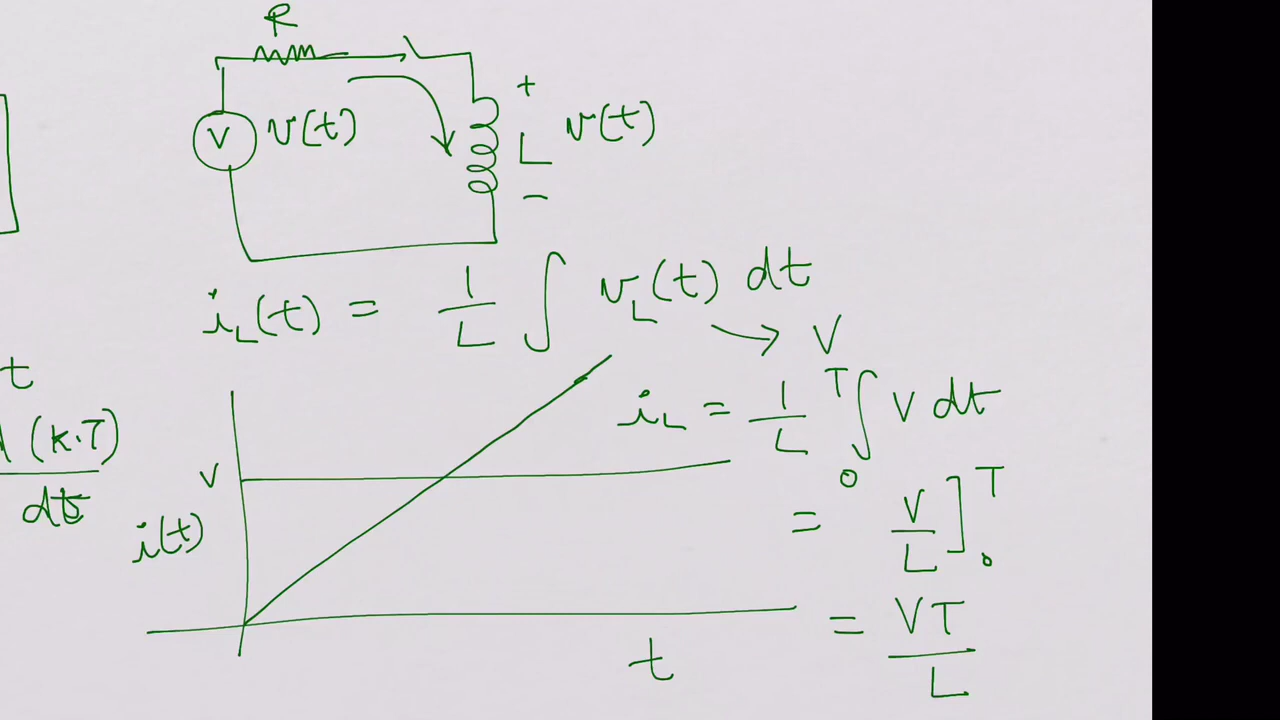 R
V v(t)
+
L v(t)
−
i_L(t) = 1/L ∫ v_L(t) dt
→ V
t
(K·T)
dt
i_L = 1/L ∫₀ᵀ V dt
V
i(t)
= V/L ]₀ᵀ
= VT/L
t